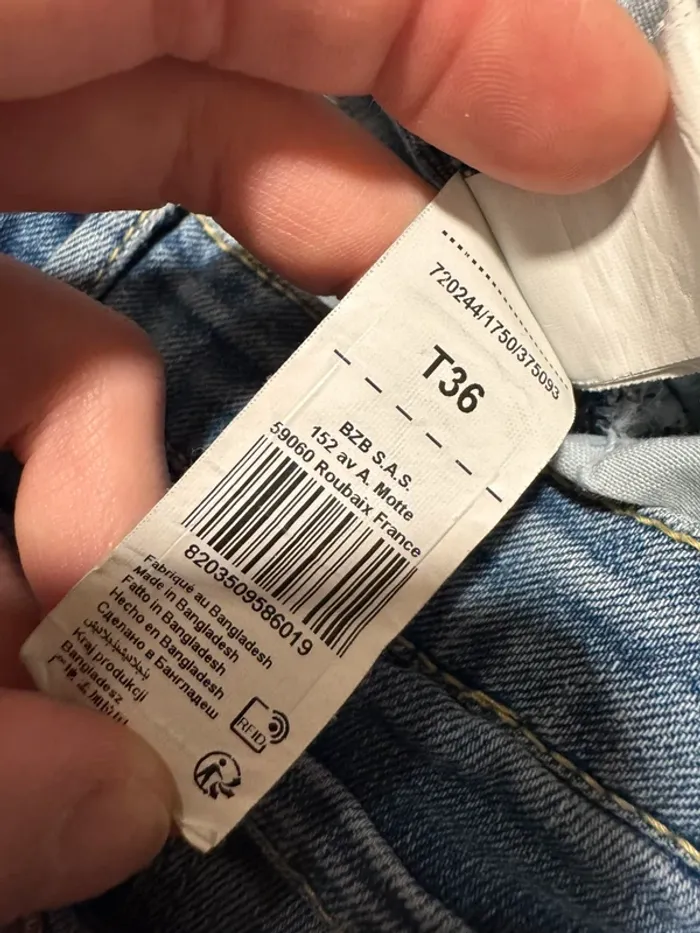 720244/1750/375093
T36
BZB S.A.S.
152 av A. Motte
59060 Roubaix France
8203509586019
Fabriqué au Bangladesh
Made in Bangladesh
Fatto in Bangladesh
Hecho en Bangladesh
Сделано в Бангладеш
Kraj produkcji
Bangladesz
RFID